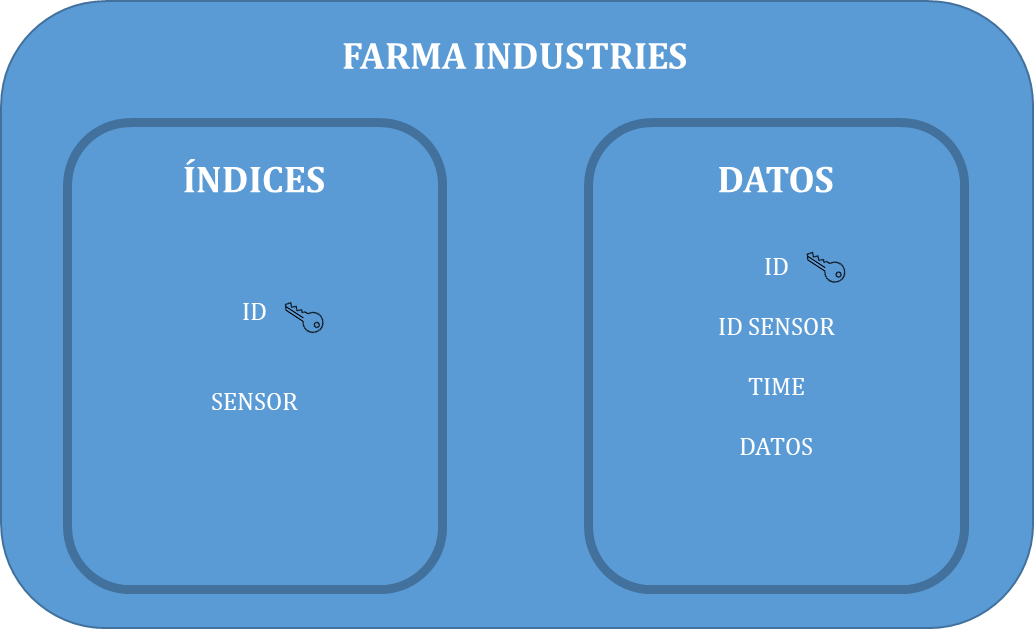 FARMA INDUSTRIES
ÍNDICES
ID
SENSOR
DATOS
ID
ID SENSOR
TIME
DATOS